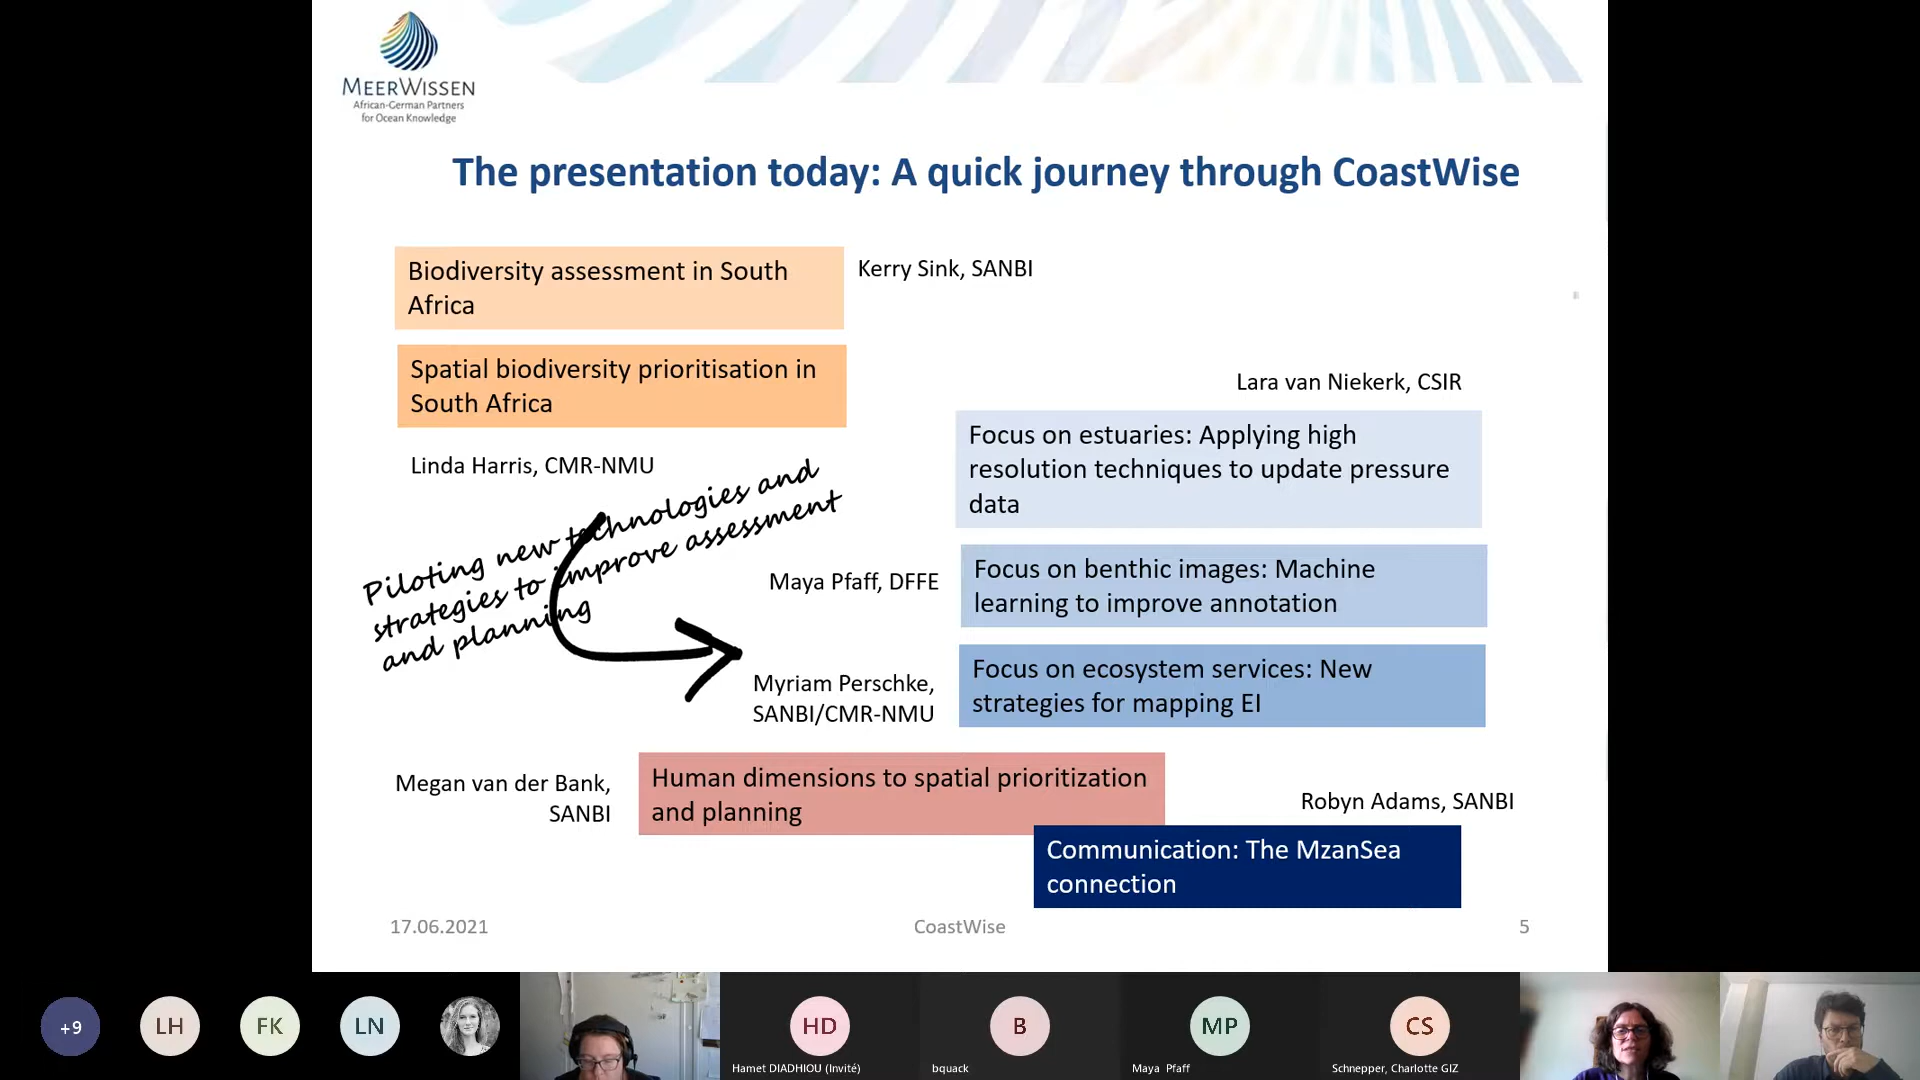 MEERWISSEN
African-German Partners
for Ocean Knowledge
The presentation today: A quick journey through CoastWise
Biodiversity assessment in South
Africa
Kerry Sink, SANBI
Spatial biodiversity prioritisation in
South Africa
Linda Harris, CMR-NMU
Piloting new technologies and
strategies to improve assessment
and planning
Lara van Niekerk, CSIR
Focus on estuaries: Applying high
resolution techniques to update pressure
data
Maya Pfaff, DFFE
Focus on benthic images: Machine
learning to improve annotation
Myriam Perschke,
SANBI/CMR-NMU
Focus on ecosystem services: New
strategies for mapping EI
Megan van der Bank,
SANBI
Human dimensions to spatial prioritization
and planning
Robyn Adams, SANBI
Communication: The MzanSea
connection
17.06.2021
CoastWise
5
+9
LH
FK
LN
HD
Hamet DIADHIOU (Invité)
B
bquack
MP
Maya Pfaff
CS
Schnepper, Charlotte GIZ